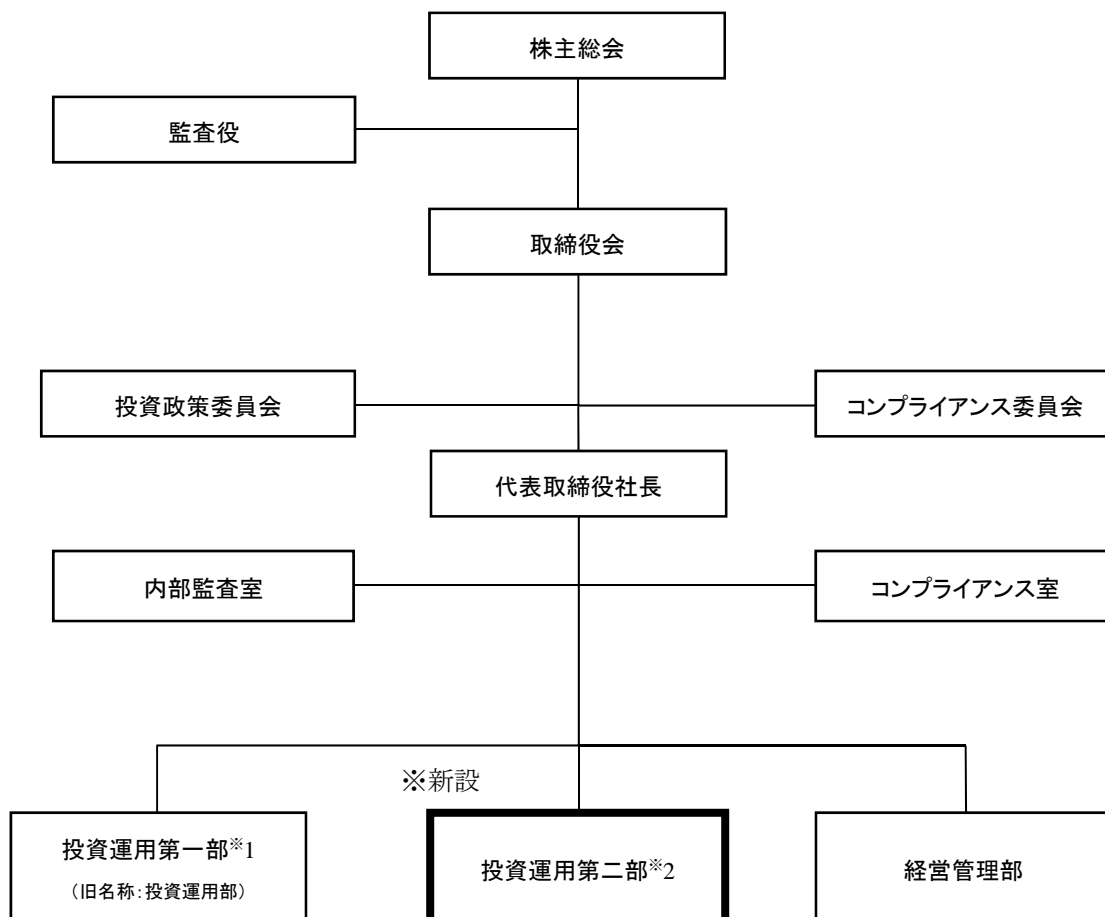 株主総会
監査役
取締役会
投資政策委員会
コンプライアンス委員会
代表取締役社長
内部監査室
コンプライアンス室
※新設
投資運用第一部※1
（旧名称:投資運用部）
投資運用第二部※2
経営管理部